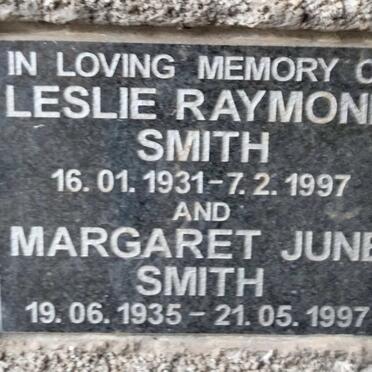 IN LOVING MEMORY O
LESLIE RAYMOND
SMITH
16.01.1931-7.2.1997
AND
MARGARET JUNE
SMITH
19.06.1935 - 21.05.1997